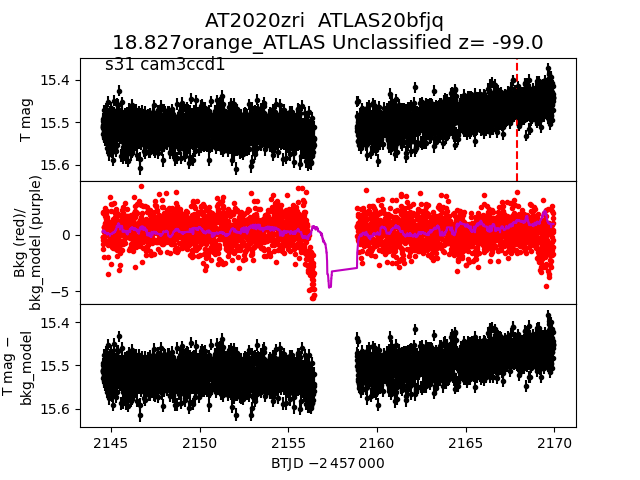 AT2020zri  ATLAS20bfjq
18.827orange_ATLAS Unclassified z= -99.0
s31 cam3ccd1
15.4
15.5
15.6
T mag
0
−5
Bkg (red)/
bkg_model (purple)
15.4
15.5
15.6
T mag −
bkg_model
2145 2150 2155 2160 2165 2170
BTJD −2 457 000